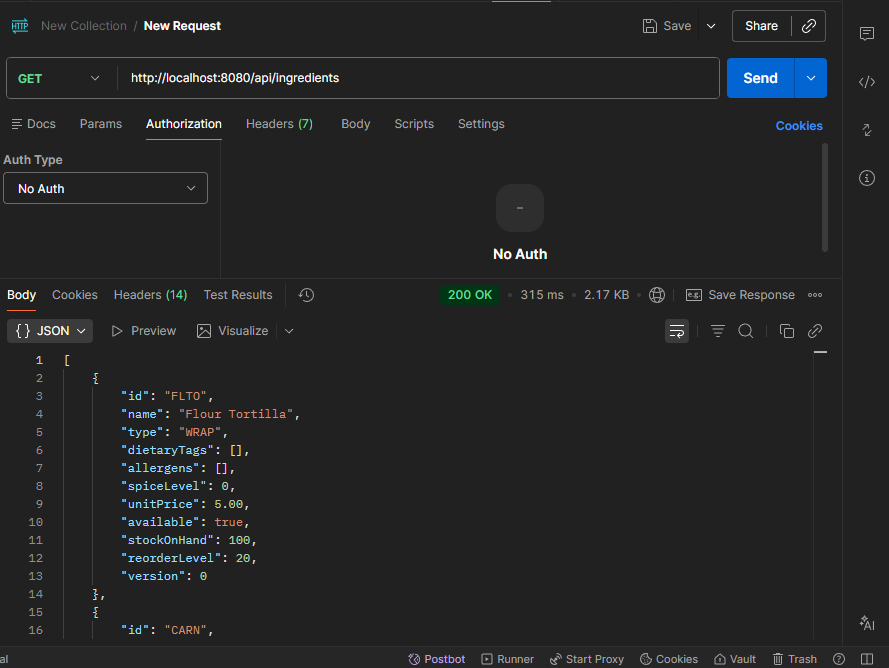 HTTP New Collection / New Request Save Share
GET http://localhost:8080/api/ingredients Send
Docs Params Authorization Headers (7) Body Scripts Settings Cookies
Auth Type
No Auth
No Auth
Body Cookies Headers (14) Test Results 200 OK 315 ms 2.17 KB e.g. Save Response
{} JSON Preview Visualize
1 [
2 {
3 "id": "FLTO",
4 "name": "Flour Tortilla",
5 "type": "WRAP",
6 "dietaryTags": [],
7 "allergens": [],
8 "spiceLevel": 0,
9 "unitPrice": 5.00,
10 "available": true,
11 "stockOnHand": 100,
12 "reorderLevel": 20,
13 "version": 0
14 },
15 {
16 "id": "CARN",
AI
al Postbot Runner Start Proxy Cookies Vault Trash